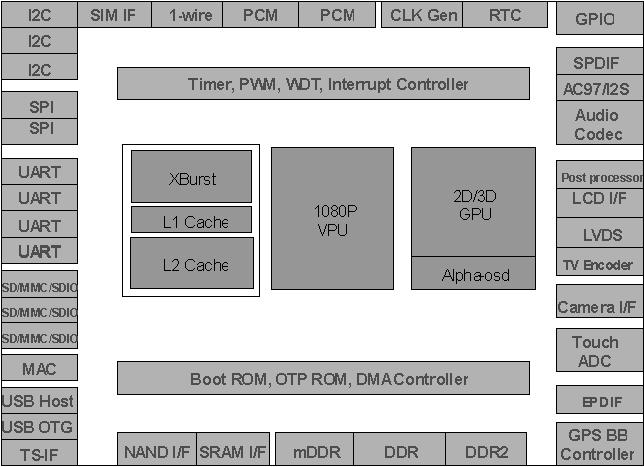 I2C
SIM IF
1-wire
PCM
PCM
CLK Gen
RTC
GPIO
I2C
I2C
SPI
SPI
UART
UART
UART
UART
SD/MMC/SDIO
SD/MMC/SDIO
SD/MMC/SDIO
MAC
USB Host
USB OTG
TS-IF
Timer, PWM, WDT, Interrupt Controller
XBurst
L1 Cache
L2 Cache
1080P
VPU
2D/3D
GPU
Alpha-osd
Boot ROM, OTP ROM, DMA Controller
NAND I/F
SRAM I/F
mDDR
DDR
DDR2
SPDIF
AC97/I2S
Audio
Codec
Post processor
LCD I/F
LVDS
TV Encoder
Camera I/F
Touch
ADC
EPDIF
GPS BB
Controller